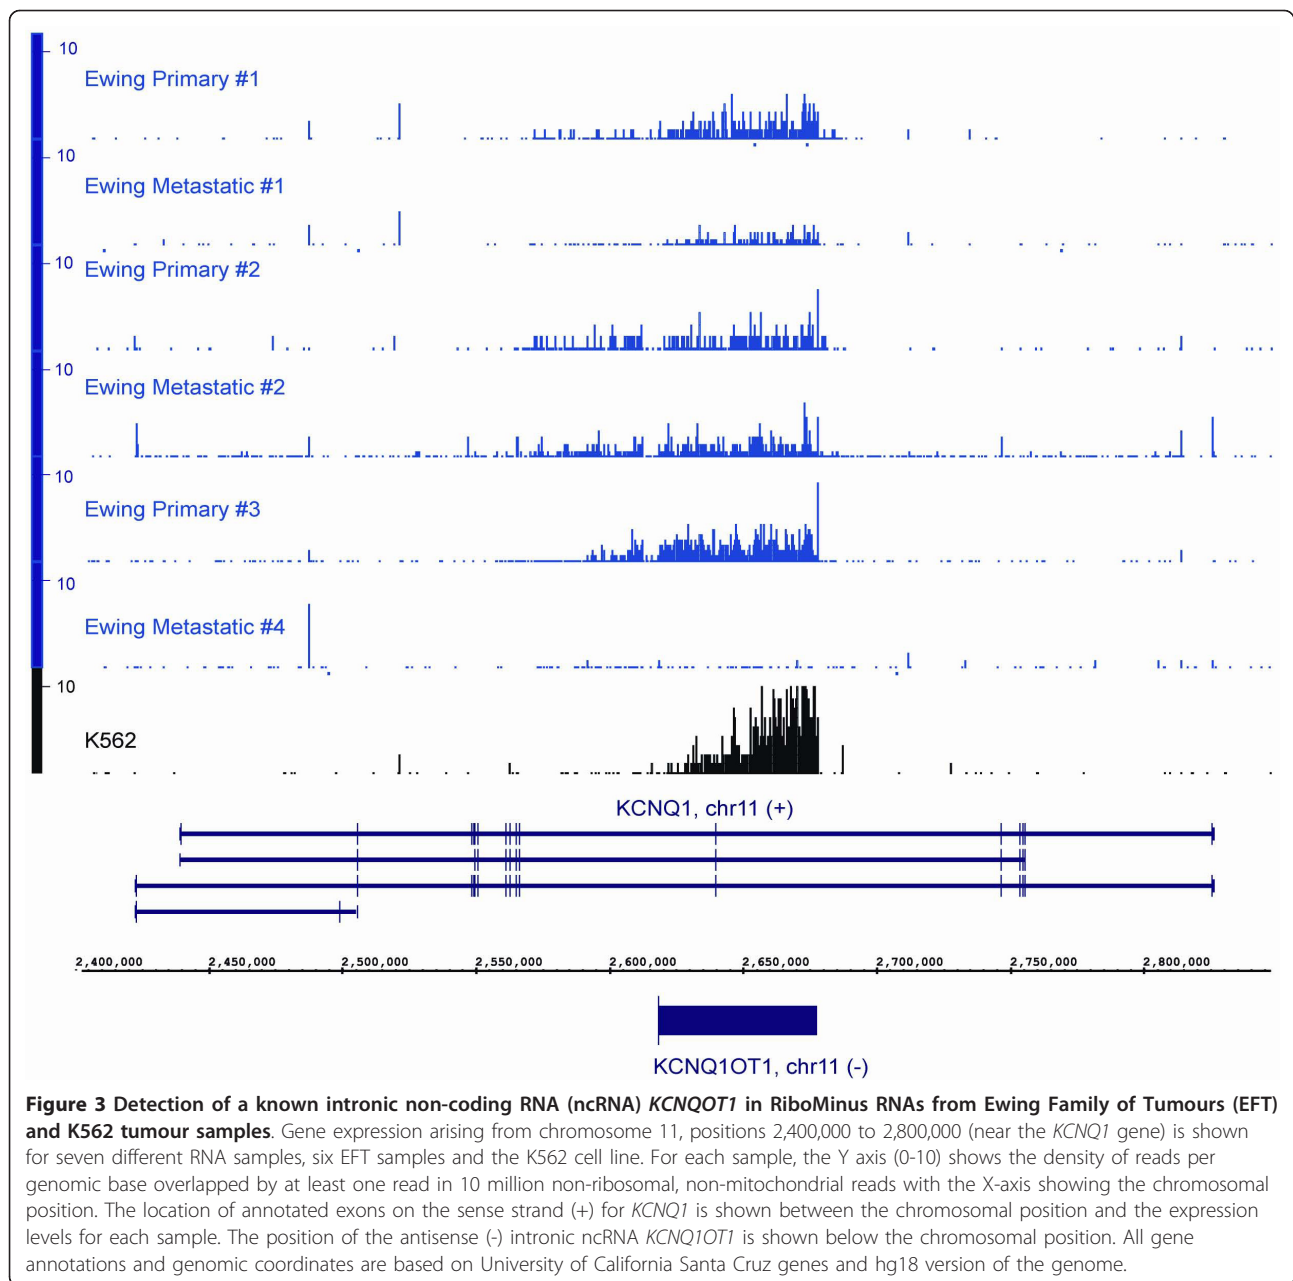 10
Ewing Primary #1
10
Ewing Metastatic #1
10
Ewing Primary #2
10
Ewing Metastatic #2
10
Ewing Primary #3
10
Ewing Metastatic #4
10
K562
KCNQ1, chr11 (+)
2,400,000 2,450,000 2,500,000 2,550,000 2,600,000 2,650,000 2,700,000 2,750,000 2,800,000
KCNQ1OT1, chr11 (-)
Figure 3 Detection of a known intronic non-coding RNA (ncRNA) KCNQOT1 in RiboMinus RNAs from Ewing Family of Tumours (EFT)
and K562 tumour samples. Gene expression arising from chromosome 11, positions 2,400,000 to 2,800,000 (near the KCNQ1 gene) is shown
for seven different RNA samples, six EFT samples and the K562 cell line. For each sample, the Y axis (0-10) shows the density of reads per
genomic base overlapped by at least one read in 10 million non-ribosomal, non-mitochondrial reads with the X-axis showing the chromosomal
position. The location of annotated exons on the sense strand (+) for KCNQ1 is shown between the chromosomal position and the expression
levels for each sample. The position of the antisense (-) intronic ncRNA KCNQ1OT1 is shown below the chromosomal position. All gene
annotations and genomic coordinates are based on University of California Santa Cruz genes and hg18 version of the genome.